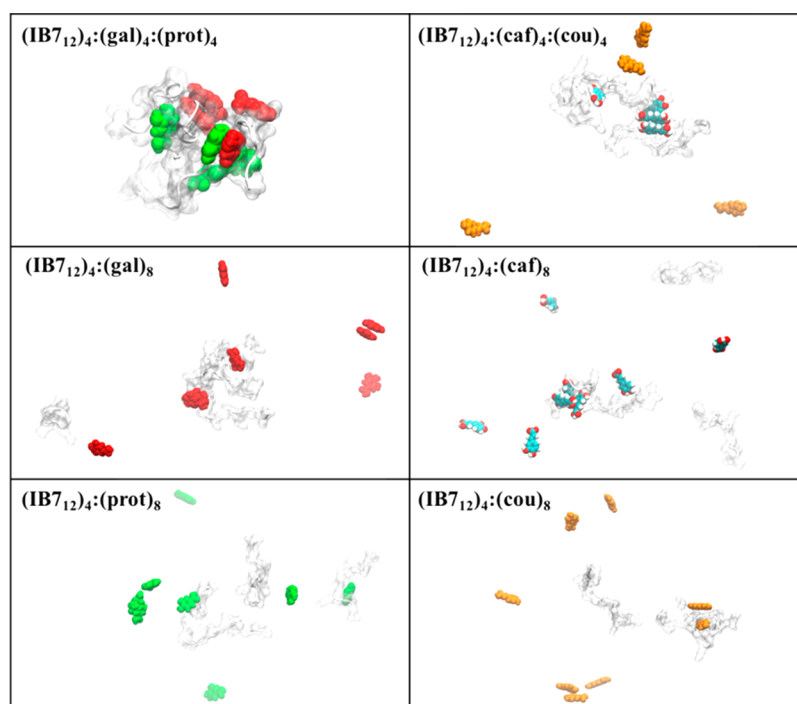 (IB7₁₂)₄:(gal)₄:(prot)₄
(IB7₁₂)₄:(caf)₄:(cou)₄
(IB7₁₂)₄:(gal)₈
(IB7₁₂)₄:(caf)₈
(IB7₁₂)₄:(prot)₈
(IB7₁₂)₄:(cou)₈